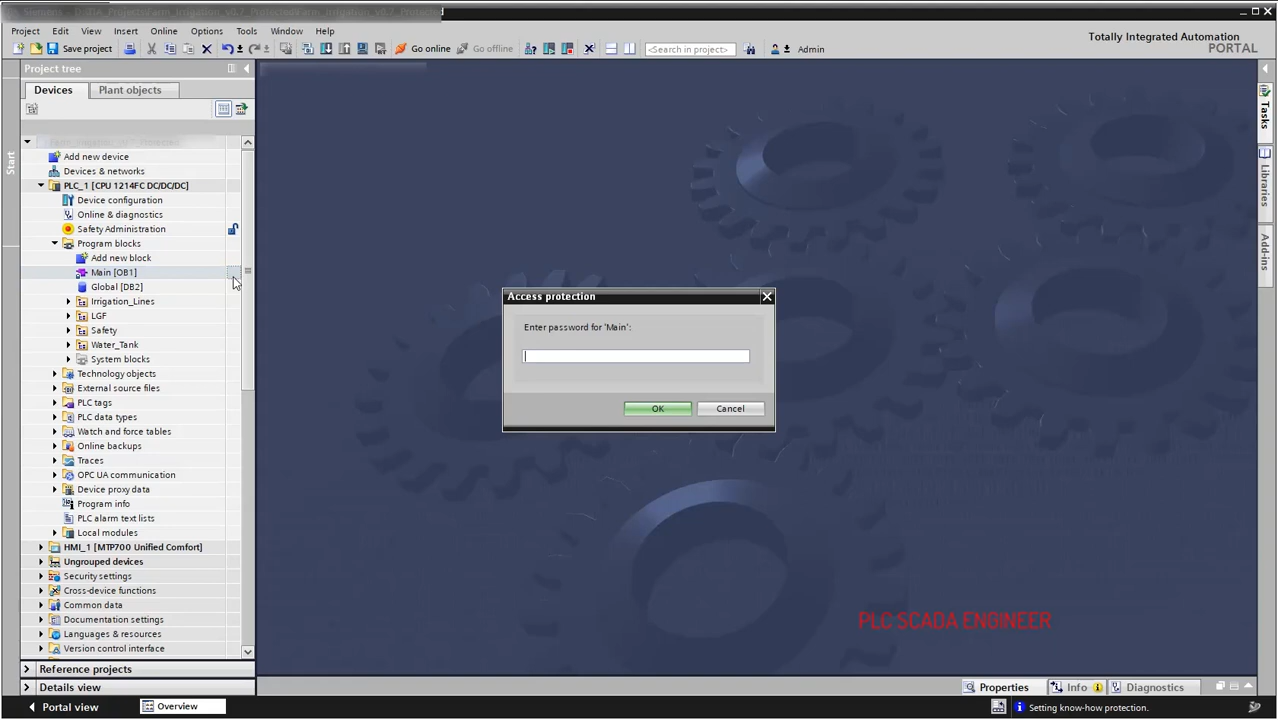 Project Edit View Insert Online Options Tools Window Help
Totally Integrated Automation
PORTAL
Save project
Go online
Go offline
<Search in project>
Admin
Project tree
Devices
Plant objects
Start
Add new device
Devices & networks
PLC_1 [CPU 1214FC DC/DC/DC]
Device configuration
Online & diagnostics
Safety Administration
Program blocks
Add new block
Main [OB1]
Global [DB2]
Irrigation_Lines
LGF
Safety
Water_Tank
System blocks
Technology objects
External source files
PLC tags
PLC data types
Watch and force tables
Online backups
Traces
OPC UA communication
Device proxy data
Program info
PLC alarm text lists
Local modules
HMI_1 [MTP700 Unified Comfort]
Ungrouped devices
Security settings
Cross-device functions
Common data
Documentation settings
Languages & resources
Version control interface
Reference projects
Details view
Access protection
Enter password for 'Main':
OK
Cancel
PLC SCADA ENGINEER
Tasks
Libraries
Add-ins
Properties
Info
Diagnostics
Portal view
Overview
Setting know-how protection.